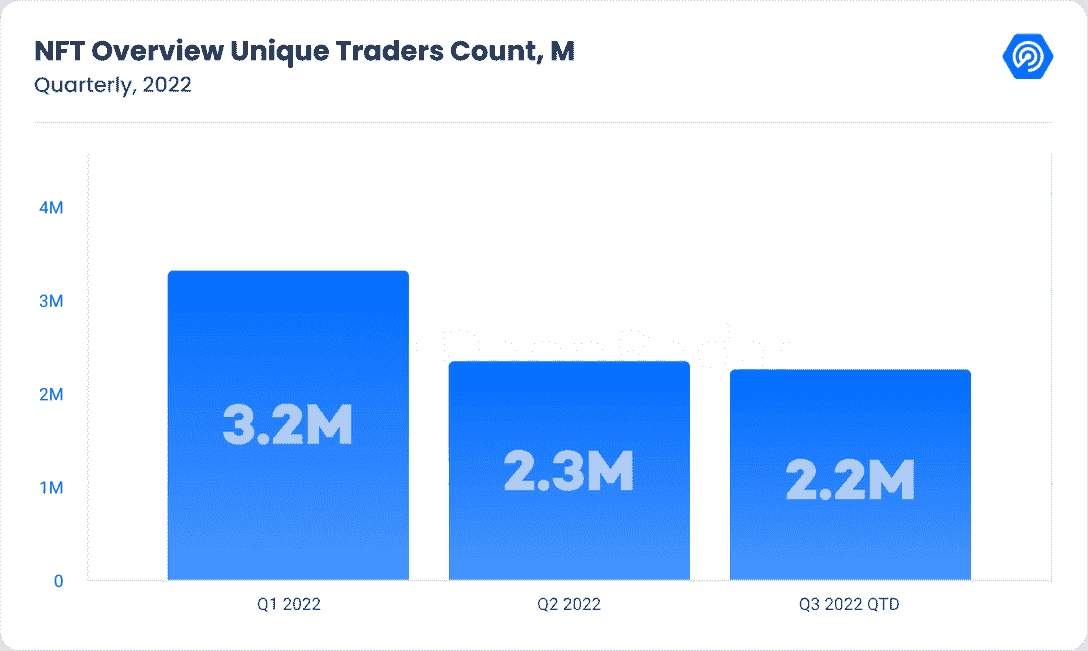 NFT Overview Unique Traders Count, M
Quarterly, 2022
4M
3M
2M
1M
0
3.2M
2.3M
2.2M
Q1 2022
Q2 2022
Q3 2022 QTD